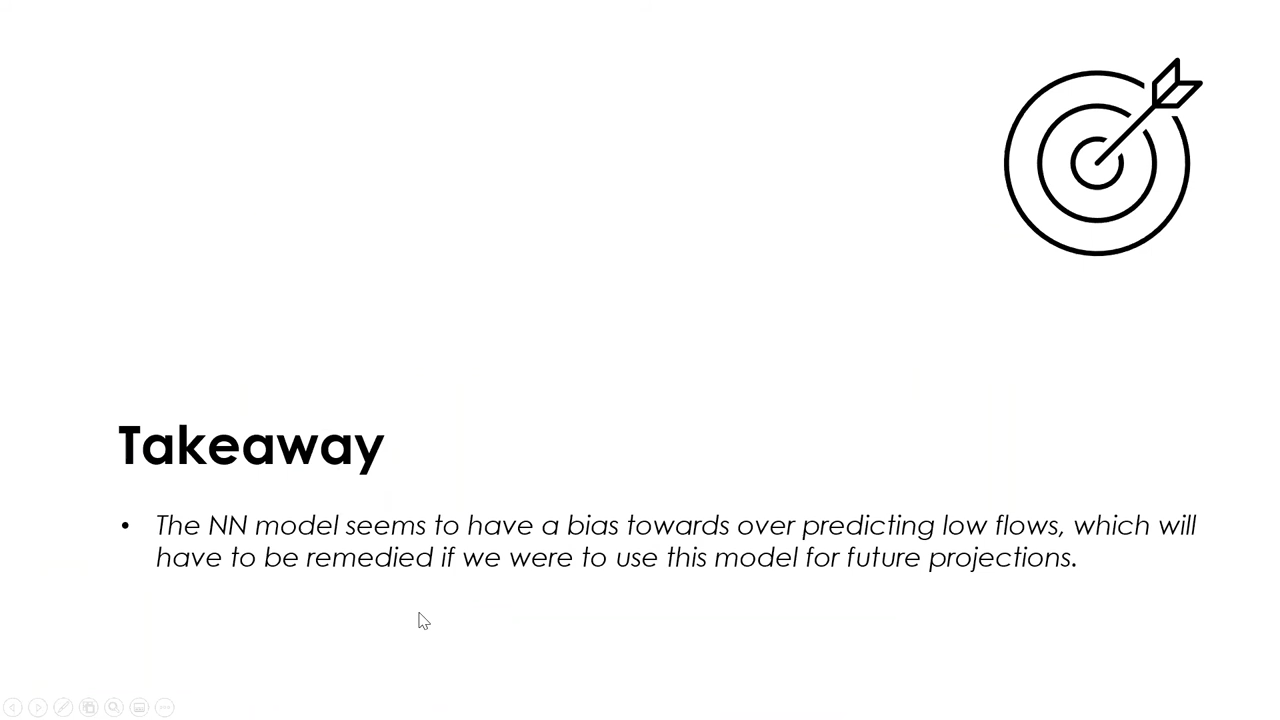 Takeaway
• The NN model seems to have a bias towards over predicting low flows, which will
have to be remedied if we were to use this model for future projections.